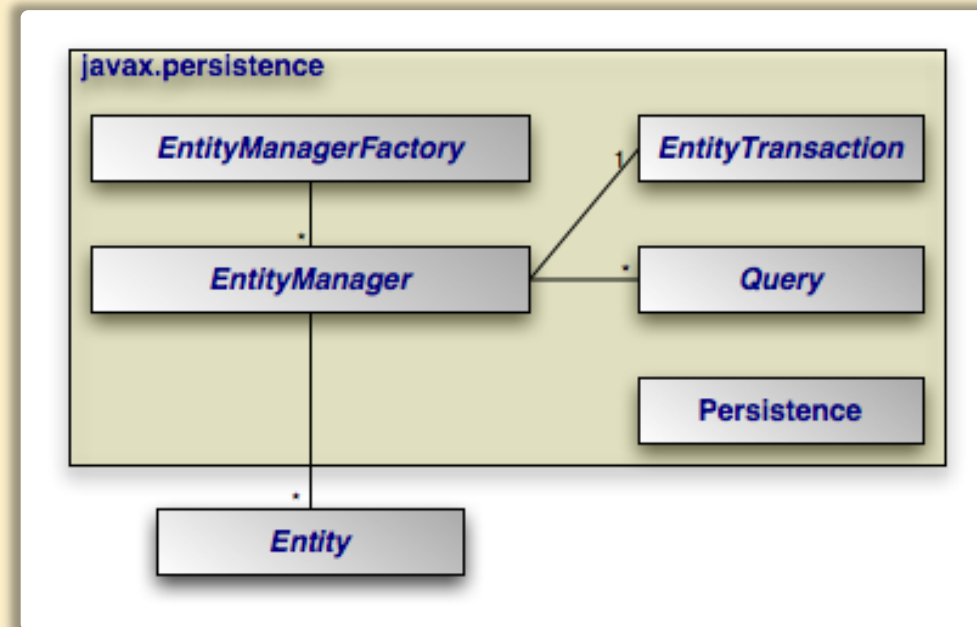 javax.persistence
EntityManagerFactory
1
EntityTransaction
*
EntityManager
*
Query
Persistence
*
Entity